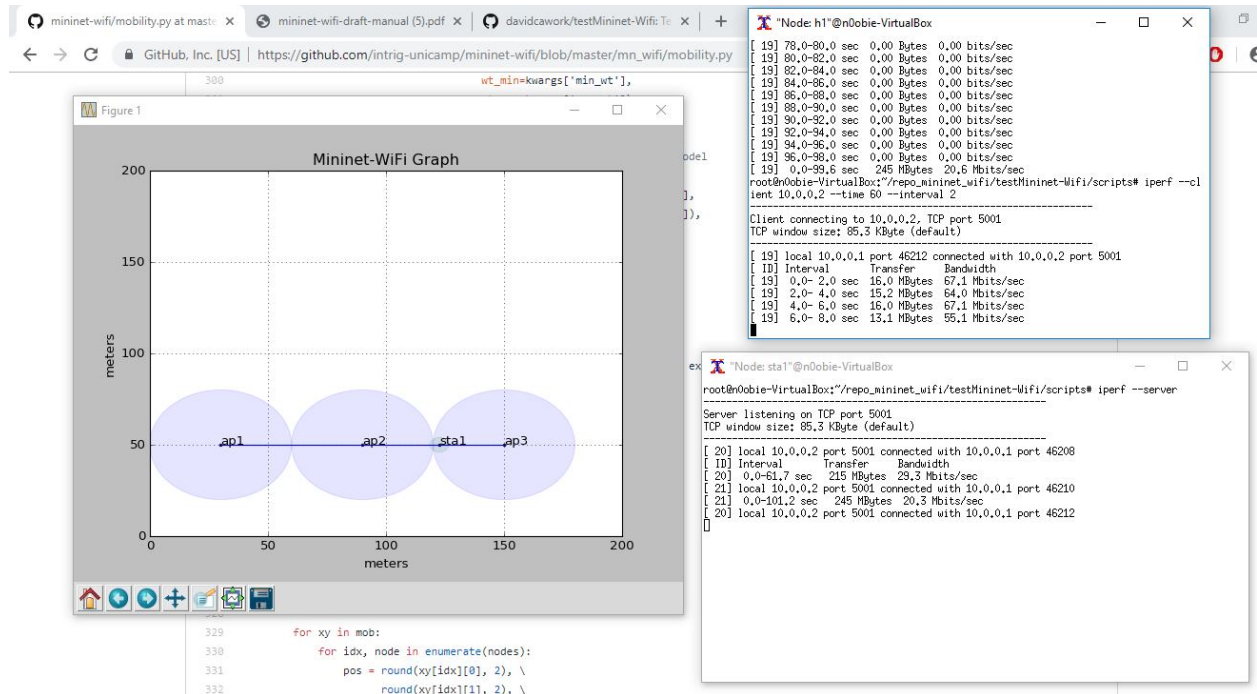 mininet-wifi/mobility.py at maste
mininet-wifi-draft-manual (5).pdf
davidcawork/testMininet-Wifi: Te
GitHub, Inc. [US] | https://github.com/intrig-unicamp/mininet-wifi/blob/master/mn_wifi/mobility.py
300 wt_min=kwargs['min_wt'],
Figure 1
odel
],
]),
ex
Mininet-WiFi Graph
200
150
100
50
0
meters
ap1
ap2
sta1
ap3
0
50
100
150
200
meters
329 for xy in mob:
330 for idx, node in enumerate(nodes):
331 pos = round(xy[idx][0], 2), \
332 round(xy[idx][1], 2), \
"Node: h1"@n0obie-VirtualBox
[ 19] 78.0-80.0 sec 0.00 Bytes 0.00 bits/sec
[ 19] 80.0-82.0 sec 0.00 Bytes 0.00 bits/sec
[ 19] 82.0-84.0 sec 0.00 Bytes 0.00 bits/sec
[ 19] 84.0-86.0 sec 0.00 Bytes 0.00 bits/sec
[ 19] 86.0-88.0 sec 0.00 Bytes 0.00 bits/sec
[ 19] 88.0-90.0 sec 0.00 Bytes 0.00 bits/sec
[ 19] 90.0-92.0 sec 0.00 Bytes 0.00 bits/sec
[ 19] 92.0-94.0 sec 0.00 Bytes 0.00 bits/sec
[ 19] 94.0-96.0 sec 0.00 Bytes 0.00 bits/sec
[ 19] 96.0-98.0 sec 0.00 Bytes 0.00 bits/sec
[ 19] 0.0-99.6 sec 245 MBytes 20.6 Mbits/sec
root@n0obie-VirtualBox:~/repo_mininet_wifi/testMininet-Wifi/scripts# iperf --cl
ient 10.0.0.2 --time 60 --interval 2
------------------------------------------------------------
Client connecting to 10.0.0.2, TCP port 5001
TCP window size: 85.3 KByte (default)
------------------------------------------------------------
[ 19] local 10.0.0.1 port 46212 connected with 10.0.0.2 port 5001
[ ID] Interval Transfer Bandwidth
[ 19] 0.0- 2.0 sec 16.0 MBytes 67.1 Mbits/sec
[ 19] 2.0- 4.0 sec 15.2 MBytes 64.0 Mbits/sec
[ 19] 4.0- 6.0 sec 16.0 MBytes 67.1 Mbits/sec
[ 19] 6.0- 8.0 sec 13.1 MBytes 55.1 Mbits/sec
"Node: sta1"@n0obie-VirtualBox
root@n0obie-VirtualBox:~/repo_mininet_wifi/testMininet-Wifi/scripts# iperf --server
------------------------------------------------------------
Server listening on TCP port 5001
TCP window size: 85.3 KByte (default)
------------------------------------------------------------
[ 20] local 10.0.0.2 port 5001 connected with 10.0.0.1 port 46208
[ ID] Interval Transfer Bandwidth
[ 20] 0.0-61.7 sec 215 MBytes 29.3 Mbits/sec
[ 21] local 10.0.0.2 port 5001 connected with 10.0.0.1 port 46210
[ 21] 0.0-101.2 sec 245 MBytes 20.3 Mbits/sec
[ 20] local 10.0.0.2 port 5001 connected with 10.0.0.1 port 46212